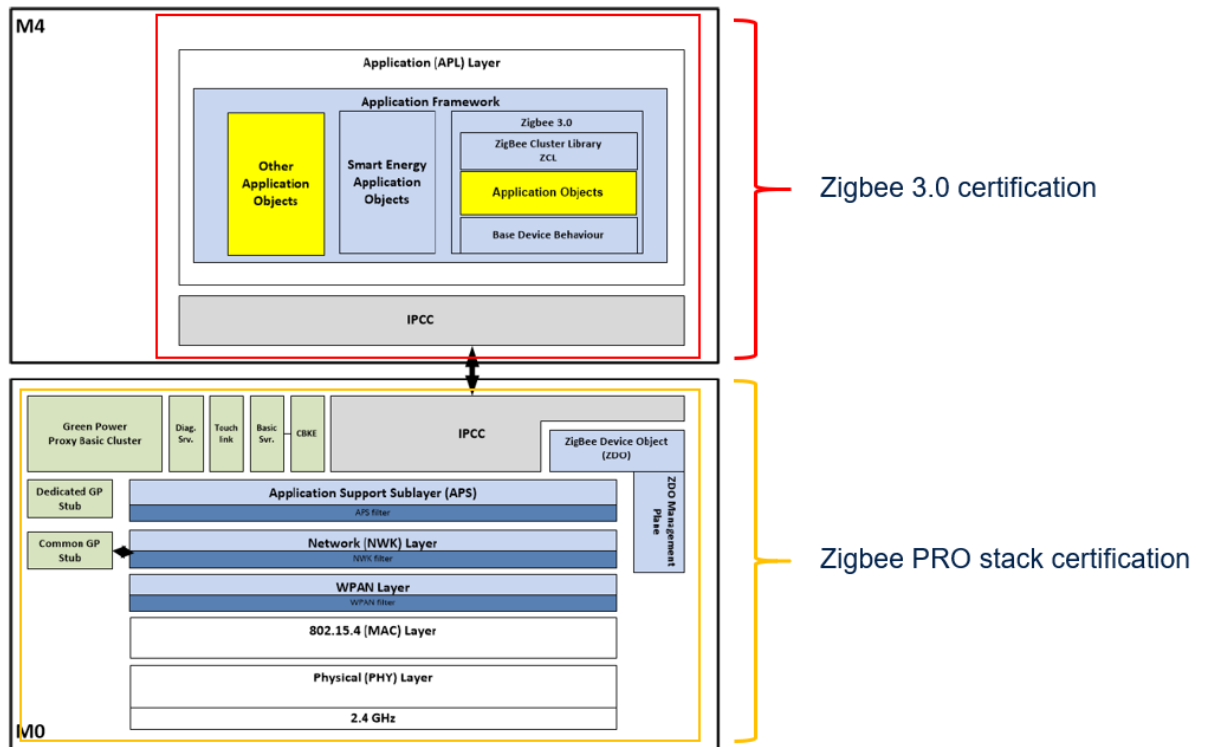 M4
Application (APL) Layer
Application Framework
Other
Application
Objects
Smart Energy
Application
Objects
Zigbee 3.0
ZigBee Cluster Library
ZCL
Application Objects
Base Device Behaviour
IPCC
Zigbee 3.0 certification
Green Power
Proxy Basic Cluster
Diag.
Srv.
Touch
link
Basic
Svr.
CBKE
IPCC
ZigBee Device Object
(ZDO)
ZDO Management
Plane
Dedicated GP
Stub
Application Support Sublayer (APS)
APS filter
Common GP
Stub
Network (NWK) Layer
NWK filter
WPAN Layer
WPAN filter
802.15.4 (MAC) Layer
Physical (PHY) Layer
2.4 GHz
M0
Zigbee PRO stack certification